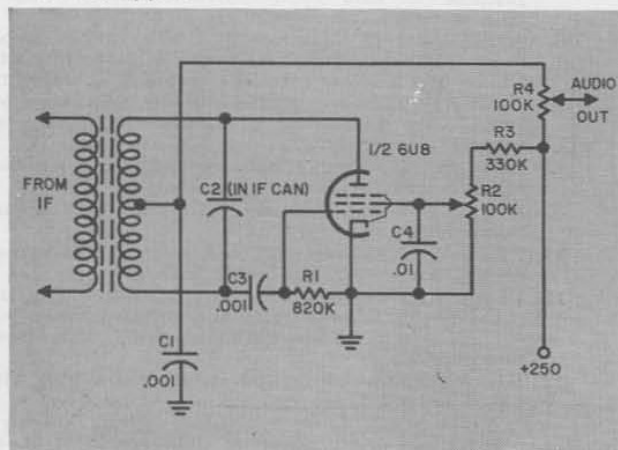 R4
100K
AUDIO
OUT
R3
330K
1/2 6U8
FROM
IF
C2 (IN IF CAN)
R2
100K
C4
.01
C3
.001
R1
820K
C1
.001
+250